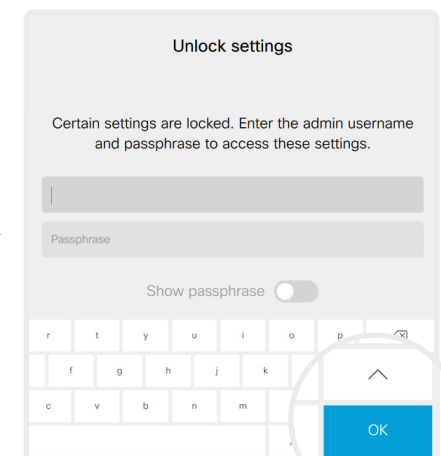 Unlock settings
Certain settings are locked. Enter the admin username
and passphrase to access these settings.
Passphrase
Show passphrase
r t y u i o p
f g h j k
c v b n m
OK